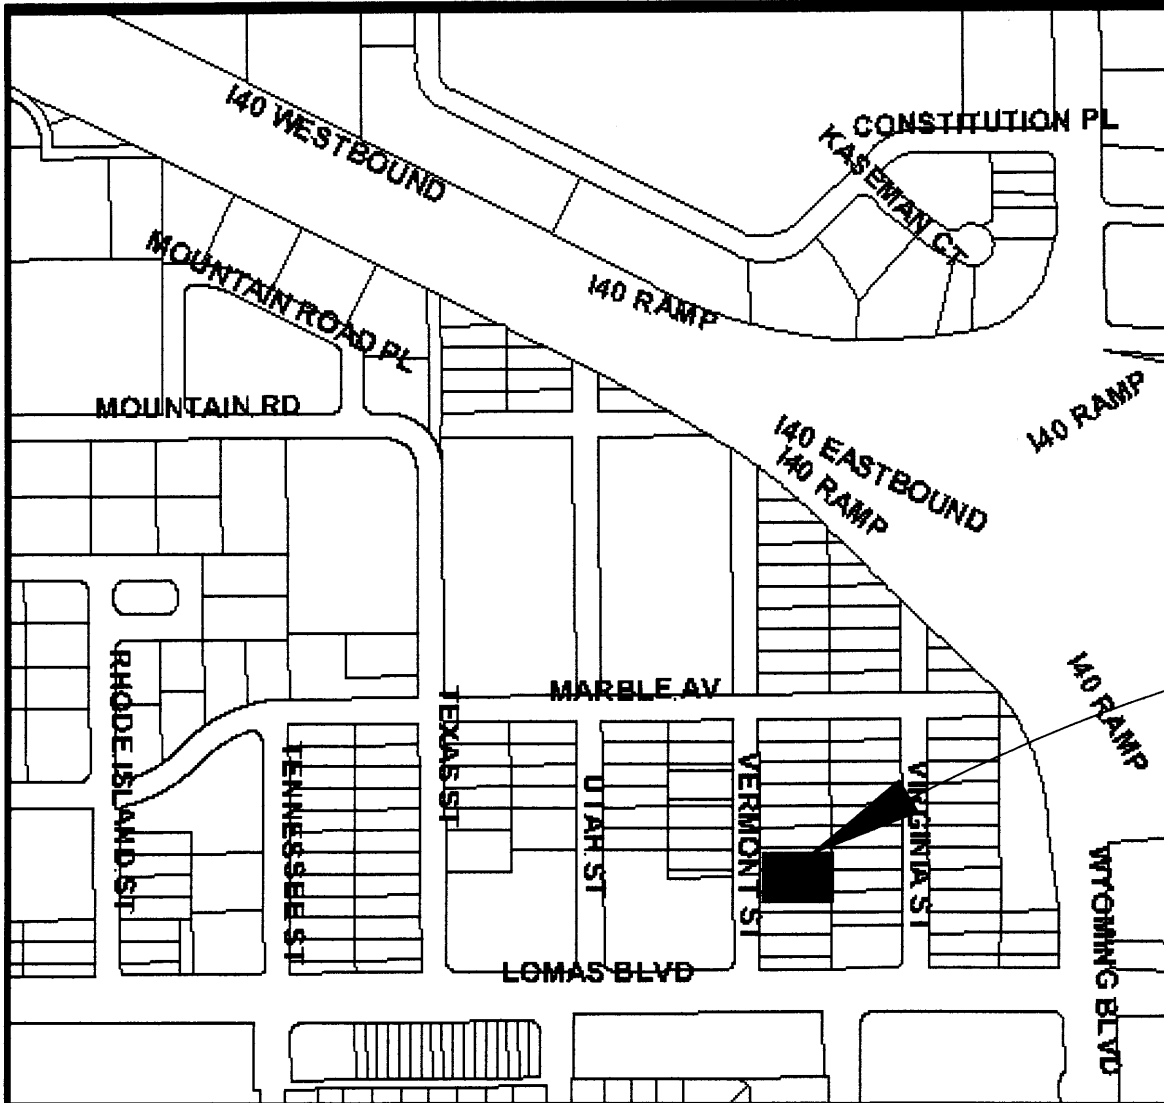 I40 WESTBOUND
CONSTITUTION PL
KASEMAN CT
MOUNTAIN ROAD PL
I40 RAMP
MOUNTAIN RD
I40 RAMP
I40 EASTBOUND
I40 RAMP
RHODE ISLAND ST
I40 RAMP
MARBLE AV
TEXAS ST
TENNESSEE ST
UTAH ST
VERMONT ST
VIRGINIA ST
WYOMING BLVD
LOMAS BLVD